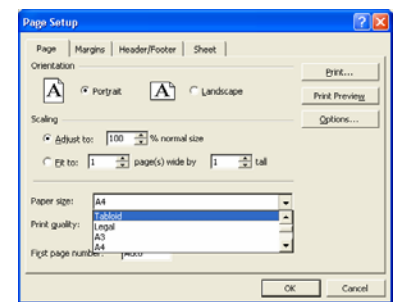 Page Setup
Page Margins Header/Footer Sheet
Orientation
A Portrait A Landscape
Print...
Print Preview
Options...
Scaling
Adjust to: 100 % normal size
Fit to: 1 page(s) wide by 1 tall
Paper size: A4
Tabloid
Print quality: Legal
A3
A4
First page number: Auto
OK Cancel